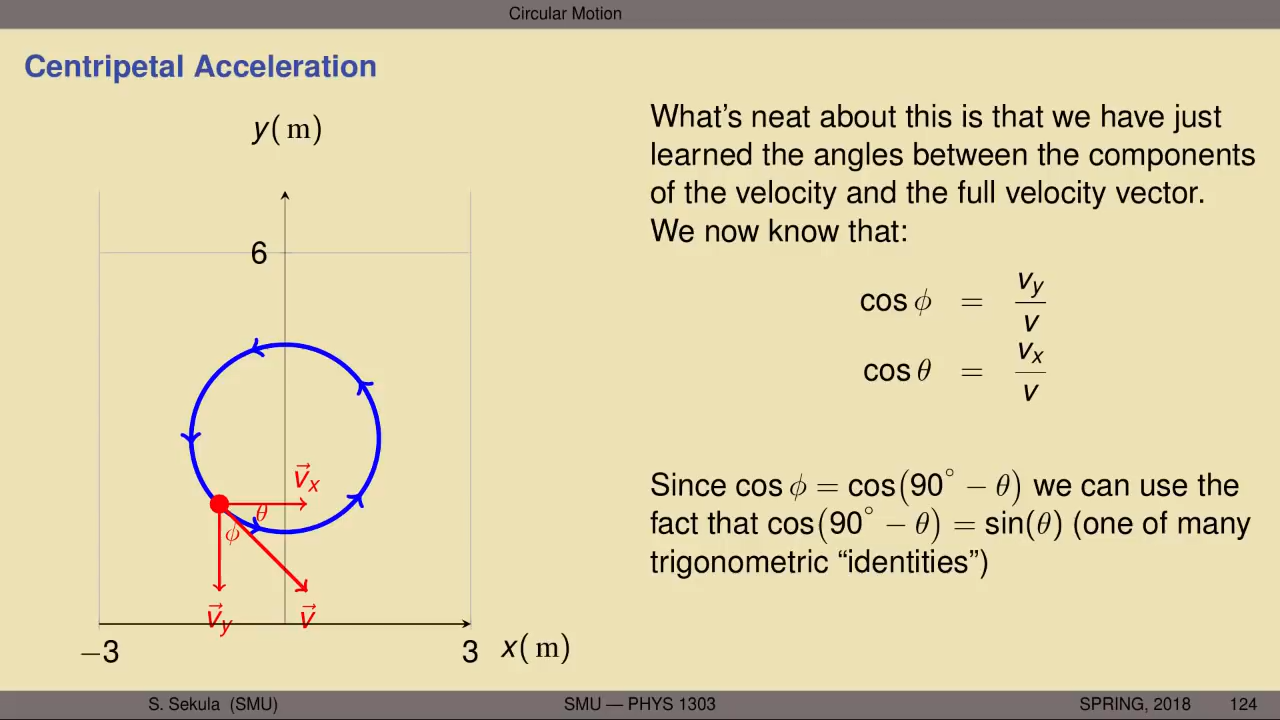 Circular Motion
Centripetal Acceleration
y( m)
6
v⃗x
θ
ϕ
v⃗y
v⃗
−3
3
x( m)
What’s neat about this is that we have just
learned the angles between the components
of the velocity and the full velocity vector.
We now know that:
cos ϕ = vy/v
cos θ = vx/v
Since cos ϕ = cos(90° − θ) we can use the
fact that cos(90° − θ) = sin(θ) (one of many
trigonometric “identities”)
S. Sekula (SMU)
SMU — PHYS 1303
SPRING, 2018 124